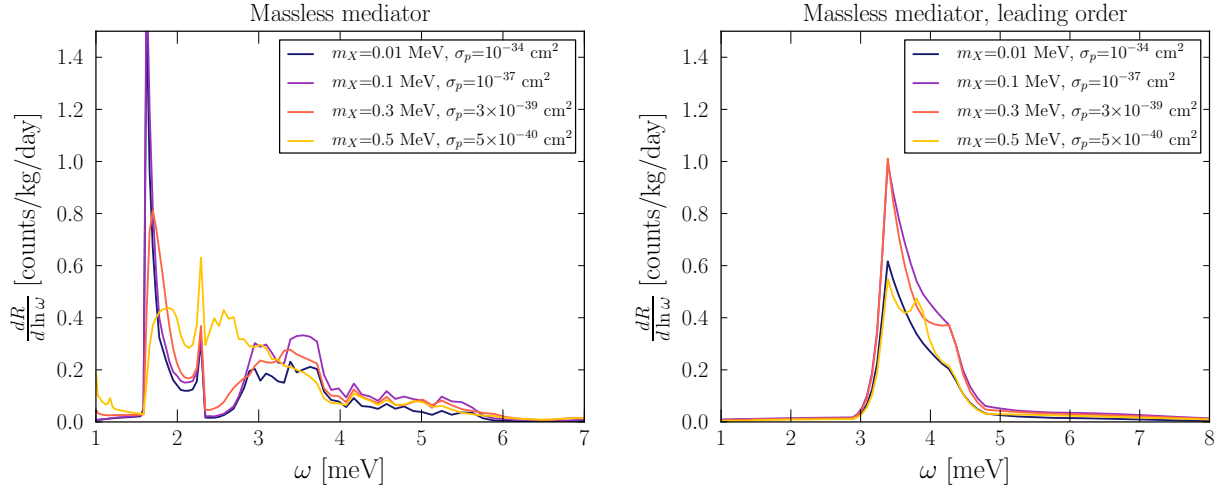 Massless mediator
1.4
1.2
1.0
0.8
0.6
0.4
0.2
0.0
dR/d ln ω [counts/kg/day]
m_X=0.01 MeV, σ_p=10^{-34} cm^2
m_X=0.1 MeV, σ_p=10^{-37} cm^2
m_X=0.3 MeV, σ_p=3×10^{-39} cm^2
m_X=0.5 MeV, σ_p=5×10^{-40} cm^2
1 2 3 4 5 6 7
ω [meV]
Massless mediator, leading order
1.4
1.2
1.0
0.8
0.6
0.4
0.2
0.0
dR/d ln ω [counts/kg/day]
m_X=0.01 MeV, σ_p=10^{-34} cm^2
m_X=0.1 MeV, σ_p=10^{-37} cm^2
m_X=0.3 MeV, σ_p=3×10^{-39} cm^2
m_X=0.5 MeV, σ_p=5×10^{-40} cm^2
1 2 3 4 5 6 7 8
ω [meV]